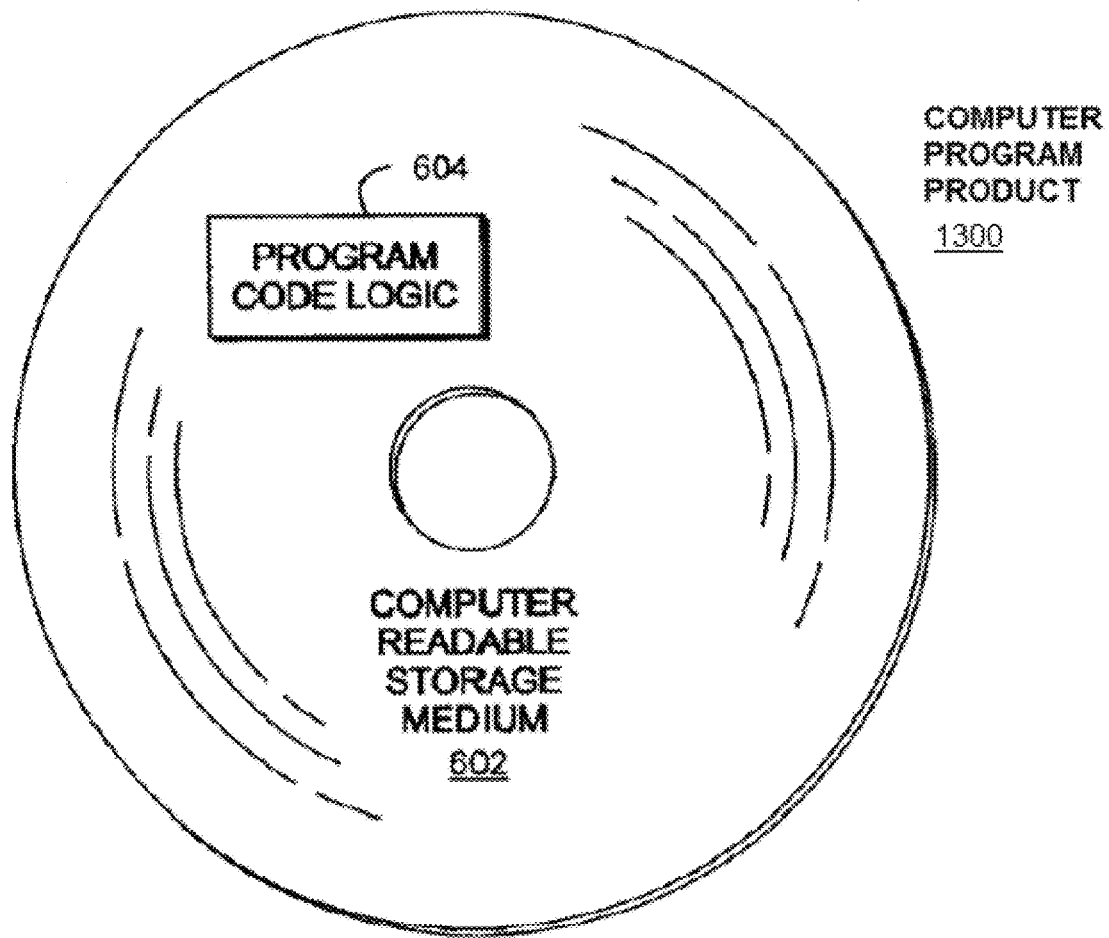 604
PROGRAM
CODE LOGIC
COMPUTER
PROGRAM
PRODUCT
1300
COMPUTER
READABLE
STORAGE
MEDIUM
602